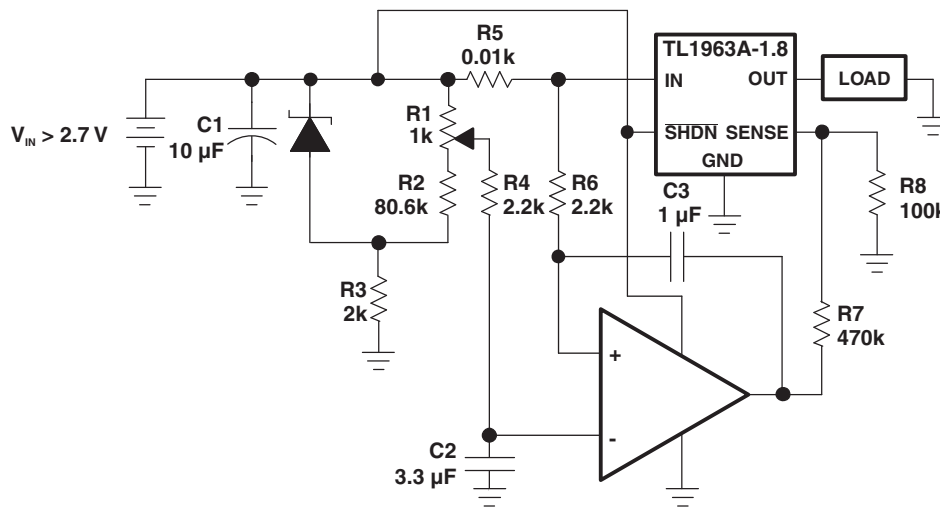 R5
0.01k
TL1963A-1.8
IN
OUT
LOAD
V_IN > 2.7 V
C1
10 µF
R1
1k
SHDN
SENSE
GND
R2
80.6k
R4
2.2k
R6
2.2k
C3
1 µF
R8
100k
R3
2k
R7
470k
+
-
C2
3.3 µF